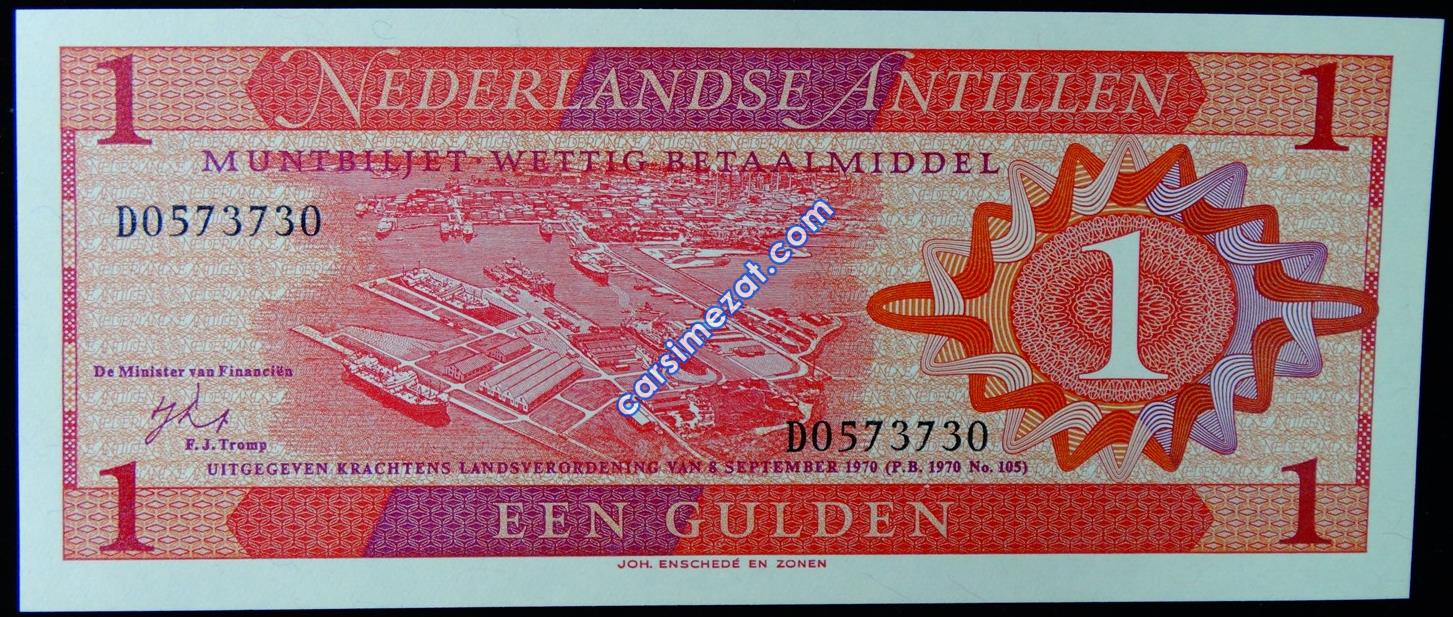 1 NEDERLANDSE ANTILLEN 1
MUNTBILJET · WETTIG BETAALMIDDEL
D0573730
1
carsimezat.com
De Minister van Financiën
F. J. Tromp
D0573730
UITGEGEVEN KRACHTENS LANDSVERORDENING VAN 8 SEPTEMBER 1970 (P.B. 1970 No. 105)
1 EEN GULDEN 1
JOH. ENSCHEDÉ EN ZONEN